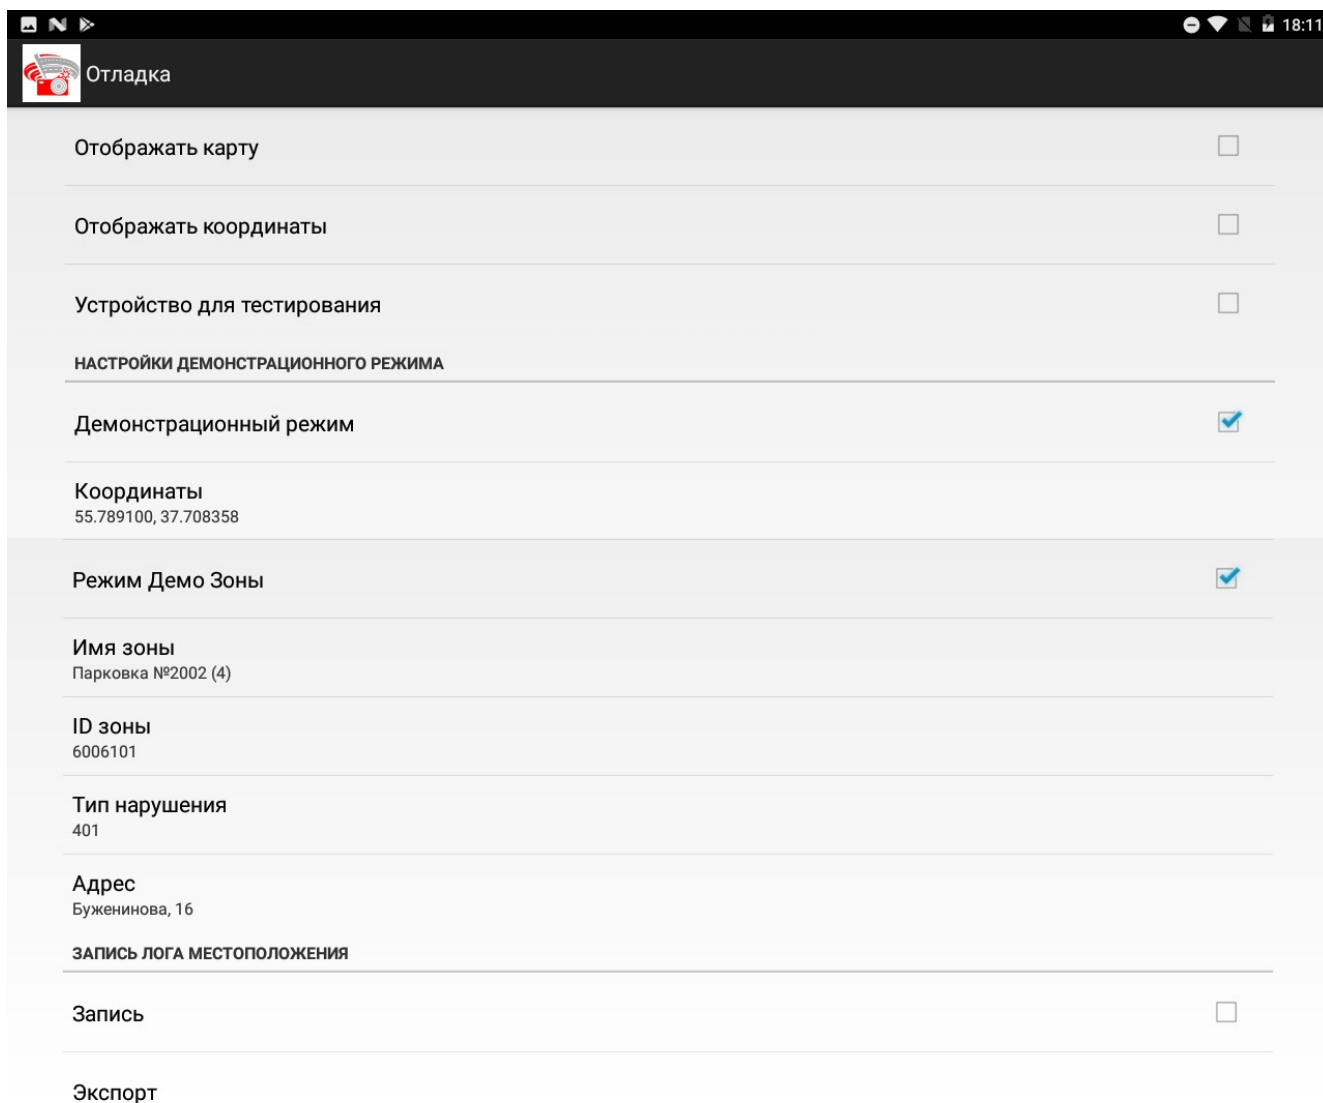 18:11
Отладка
Отображать карту
Отображать координаты
Устройство для тестирования
НАСТРОЙКИ ДЕМОНСТРАЦИОННОГО РЕЖИМА
Демонстрационный режим
Координаты
55.789100, 37.708358
Режим Демо Зоны
Имя зоны
Парковка №2002 (4)
ID зоны
6006101
Тип нарушения
401
Адрес
Буженинова, 16
ЗАПИСЬ ЛОГА МЕСТОПОЛОЖЕНИЯ
Запись
Экспорт